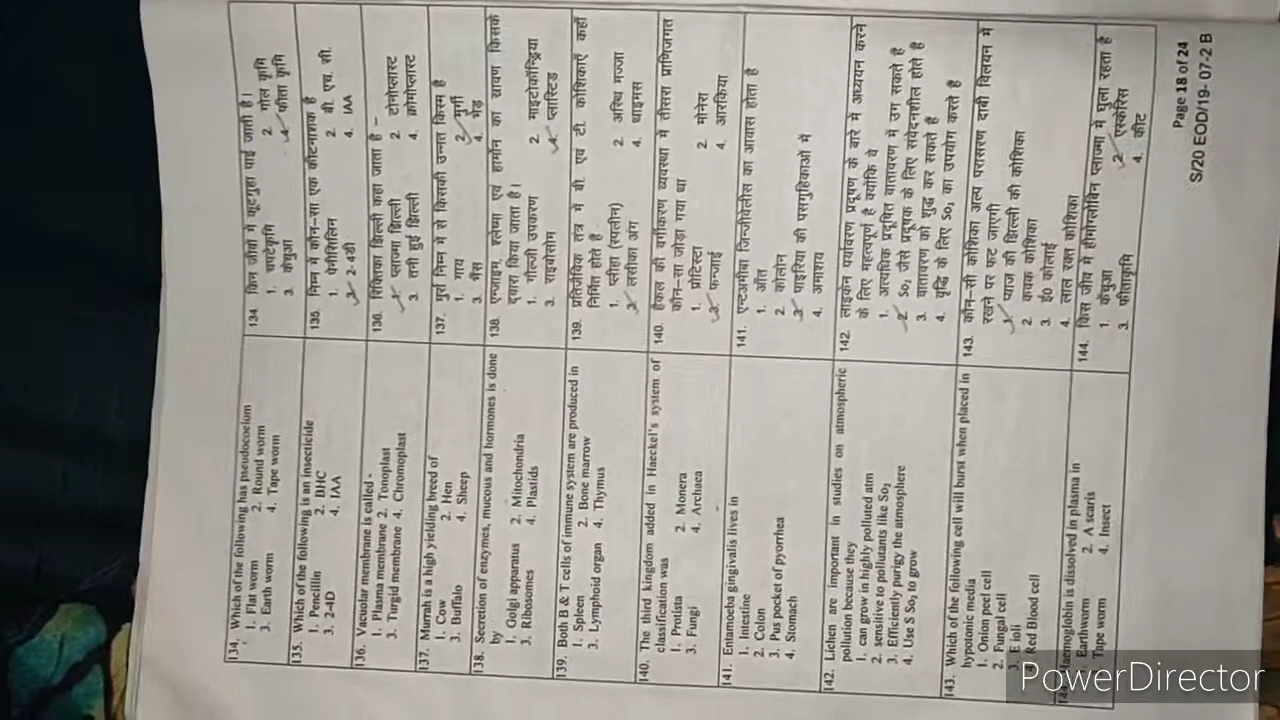 134. Which of the following has pseudocoelum
1. Flat worm 2. Round worm
3. Earth worm 4. Tape worm
135. Which of the following is an insecticide
1. Pencillin 2. BHC
3. 2-4D 4. IAA
136. Vacuolar membrane is called -
1. Plasma membrane 2. Tonoplast
3. Turgid membrane 4. Chromoplast
137. Murrah is a high yielding breed of
1. Cow 2. Hen
3. Buffalo 4. Sheep
138. Secretion of enzymes, mucous and hormones is done
by
1. Golgi apparatus 2. Mitochondria
3. Ribosomes 4. Plastids
139. Both B & T cells of immune system are produced in
1. Spleen 2. Bone marrow
3. Lymphoid organ 4. Thymus
140. The third kingdom added in Haeckel's system of
classification was
1. Protista 2. Monera
3. Fungi 4. Archaea
141. Entamoeba gingivalis lives in
1. Intestine
2. Colon
3. Pus pocket of pyorrhea
4. Stomach
142. Lichen are important in studies on atmospheric
pollution because they
1. can grow in highly polluted atm
2. sensitive to pollutants like SO₂
3. Efficiently purigy the atmosphere
4. Use S So₂ to grow
143. Which of the following cell will burst when placed in
hypotonic media
1. Onion peel cell
2. Fungal cell
3. E ioli
Red Blood cell
Haemoglobin is dissolved in plasma in
Earthworm 2. A scaris
Tape worm 4. Insect
134. किन जीवों में कूटगुहा पाई जाती है।
1. चपटेकृमि 2. गोल कृमि
3. केंचुआ 4. फीता कृमि
135. निम्न में कौन-सा एक कीटनाशक है
1. पेनीसिलिन 2. बी. एच. सी.
3. 2-4डी 4. IAA
136. रिक्तिका झिल्ली कहा जाता है -
1. प्लाज्मा झिल्ली 2. टोनोप्लास्ट
3. तनी हुई झिल्ली 4. क्रोमोप्लास्ट
137. मुर्रा निम्न में से किसकी उन्नत किस्म है
1. गाय 2. मुर्गी
3. भैंस 4. भेड़
138. एन्जाइम, श्लेष्मा एवं हार्मोन का स्रावण किसके
द्वारा किया जाता है।
1. गोल्जी उपकरण 2. माइटोकॉन्ड्रिया
3. राइबोसोम 4. प्लास्टिड
139. प्रतिजैविक तंत्र में बी. एवं टी. कोशिकाएँ कहाँ
निर्मित होते हैं
1. प्लीहा (स्प्लीन) 2. अस्थि मज्जा
3. लसीका अंग 4. थाइमस
140. हैकल की वर्गीकरण व्यवस्था में तीसरा प्राणिजगत
कौन-सा जोड़ा गया था
1. प्रोटिस्टा 2. मोनेरा
3. फन्जाई 4. आरकिया
141. एन्टअमीबा जिन्जीवेलीस का आवास होता है
1. आँत
2. कोलोन
3. पाइरिया की पसगुहिकाओं में
4. अमाशय
142. लाइकेन पर्यावरण प्रदूषण के बारे में अध्ययन करने
के लिए महत्वपूर्ण है क्योंकि ये
1. अत्यधिक प्रदूषित वातावरण में उग सकते है
2. So₂ जैसे प्रदूषक के लिए संवेदनशील होते है
3. वातावरण को शुद्ध कर सकते है
4. वृद्धि के लिए So₂ का उपयोग करते है
143. कौन-सी कोशिका अल्प परासरण दाबी विलयन में
रखने पर फट जाएगी
1. प्याज की झिल्ली की कोशिका
2. कवक कोशिका
3. ई0 कोलाई
4. लाल रक्त कोशिका
144. किस जीव में हीमोग्लोबिन प्लाज्मा में घुला रहता है
1. केंचुआ 2. एस्केरिस
3. फीताकृमि 4. कीट
Page 18 of 24
S/20 EOD/19- 07-2 B
PowerDirector